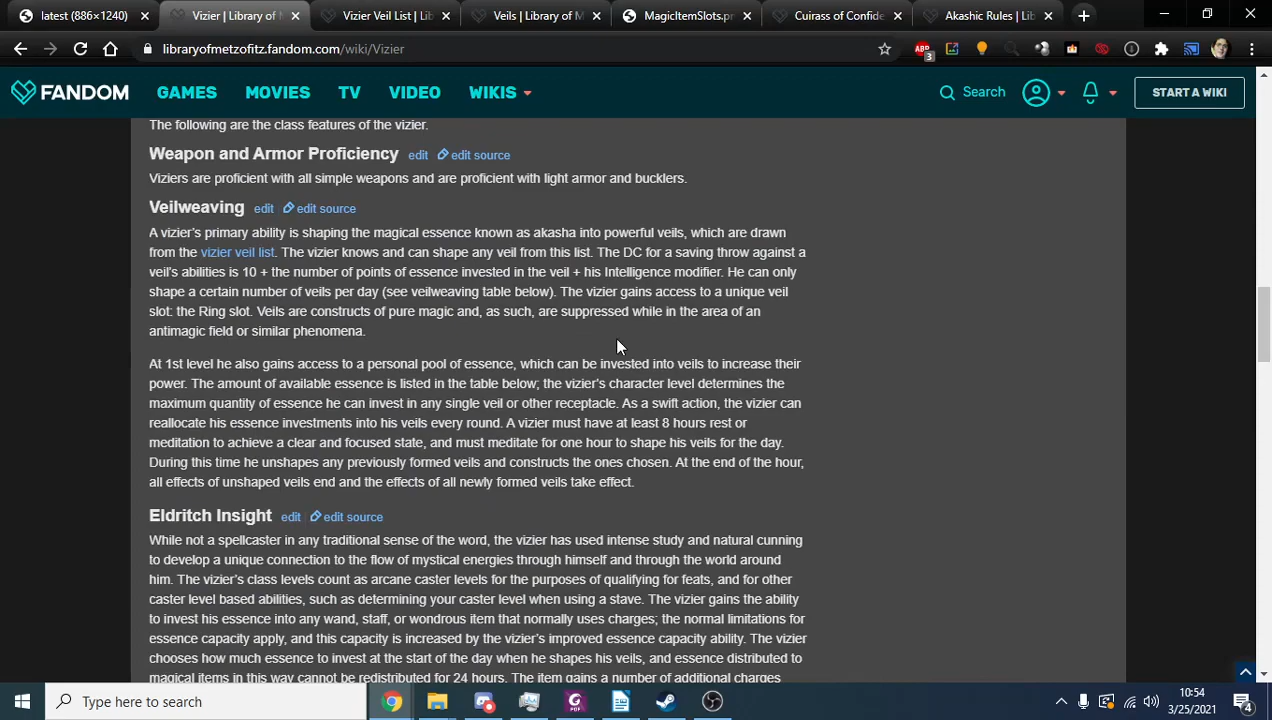 latest (886×1240)
Vizier | Library of M
Vizier Veil List | Lib
Veils | Library of M
MagicItemSlots.pn
Cuirass of Confide
Akashic Rules | Lib
libraryofmetzofitz.fandom.com/wiki/Vizier
ABP
3
FANDOM
GAMES
MOVIES
TV
VIDEO
WIKIS
Search
START A WIKI
The following are the class features of the vizier.
Weapon and Armor Proficiency edit edit source
Viziers are proficient with all simple weapons and are proficient with light armor and bucklers.
Veilweaving edit edit source
A vizier's primary ability is shaping the magical essence known as akasha into powerful veils, which are drawn
from the vizier veil list. The vizier knows and can shape any veil from this list. The DC for a saving throw against a
veil's abilities is 10 + the number of points of essence invested in the veil + his Intelligence modifier. He can only
shape a certain number of veils per day (see veilweaving table below). The vizier gains access to a unique veil
slot: the Ring slot. Veils are constructs of pure magic and, as such, are suppressed while in the area of an
antimagic field or similar phenomena.
At 1st level he also gains access to a personal pool of essence, which can be invested into veils to increase their
power. The amount of available essence is listed in the table below; the vizier's character level determines the
maximum quantity of essence he can invest in any single veil or other receptacle. As a swift action, the vizier can
reallocate his essence investments into his veils every round. A vizier must have at least 8 hours rest or
meditation to achieve a clear and focused state, and must meditate for one hour to shape his veils for the day.
During this time he unshapes any previously formed veils and constructs the ones chosen. At the end of the hour,
all effects of unshaped veils end and the effects of all newly formed veils take effect.
Eldritch Insight edit edit source
While not a spellcaster in any traditional sense of the word, the vizier has used intense study and natural cunning
to develop a unique connection to the flow of mystical energies through himself and through the world around
him. The vizier's class levels count as arcane caster levels for the purposes of qualifying for feats, and for other
caster level based abilities, such as determining your caster level when using a stave. The vizier gains the ability
to invest his essence into any wand, staff, or wondrous item that normally uses charges; the normal limitations for
essence capacity apply, and this capacity is increased by the vizier's improved essence capacity ability. The vizier
chooses how much essence to invest at the start of the day when he shapes his veils, and essence distributed to
magical items in this way cannot be redistributed for 24 hours. The item gains a number of additional charges
Type here to search
10:54
3/25/2021
4